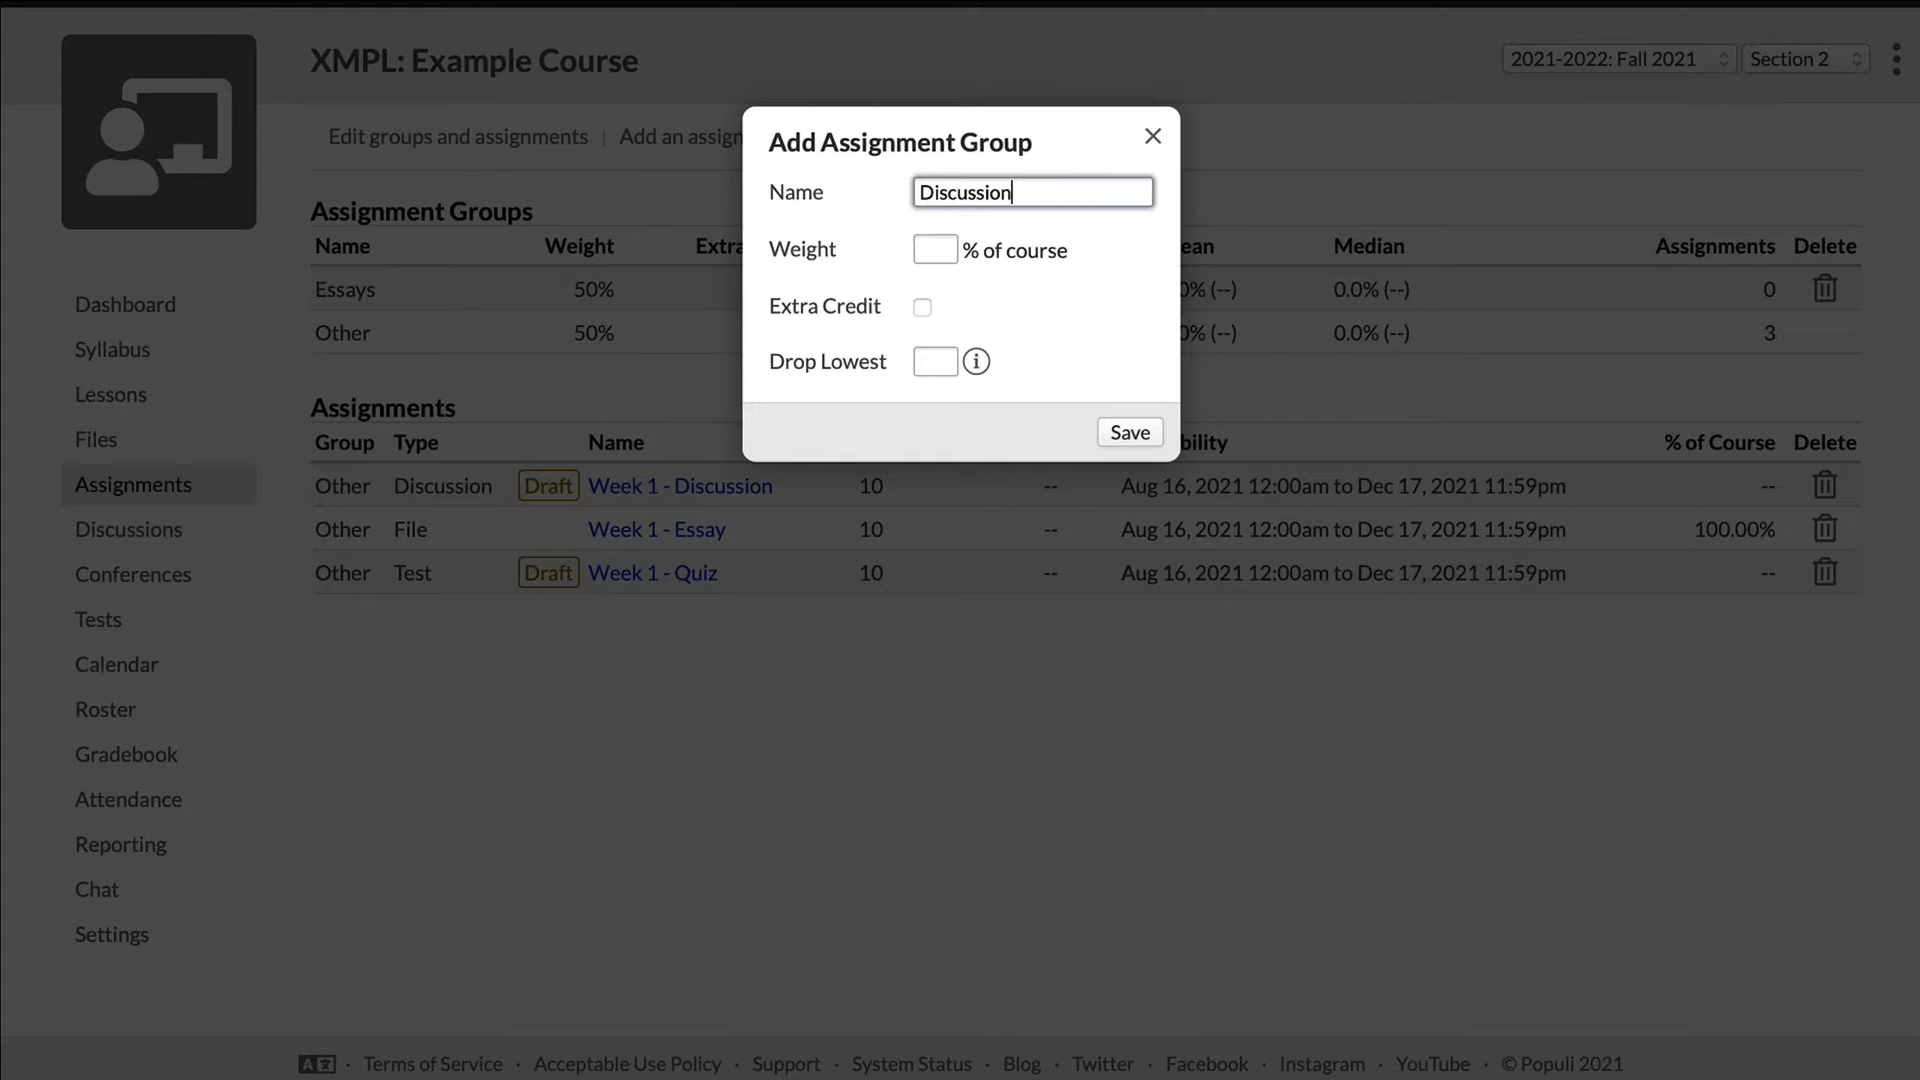 XMPL: Example Course
2021-2022: Fall 2021 Section 2
Edit groups and assignments | Add an assign
Add Assignment Group
Name Discussion
Weight % of course
Extra Credit
Drop Lowest
Save
Assignment Groups
Name Weight Extra ean Median Assignments Delete
Essays 50% 0% (--) 0.0% (--) 0
Other 50% 0% (--) 0.0% (--) 3
Assignments
Group Type Name bility % of Course Delete
Other Discussion Draft Week 1 - Discussion 10 -- Aug 16, 2021 12:00am to Dec 17, 2021 11:59pm --
Other File Week 1 - Essay 10 -- Aug 16, 2021 12:00am to Dec 17, 2021 11:59pm 100.00%
Other Test Draft Week 1 - Quiz 10 -- Aug 16, 2021 12:00am to Dec 17, 2021 11:59pm --
Dashboard
Syllabus
Lessons
Files
Assignments
Discussions
Conferences
Tests
Calendar
Roster
Gradebook
Attendance
Reporting
Chat
Settings
· Terms of Service · Acceptable Use Policy · Support · System Status · Blog · Twitter · Facebook · Instagram · YouTube · © Populi 2021